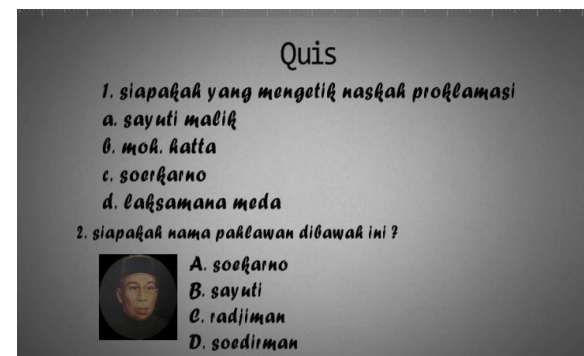 Quis
1. siapakah yang mengetik naskah proklamasi
a. sayuti malik
b. moh. hatta
c. soerkarno
d. laksamana meda
2. siapakah nama pahlawan dibawah ini ?
A. soekarno
B. sayuti
C. radjiman
D. soedirman